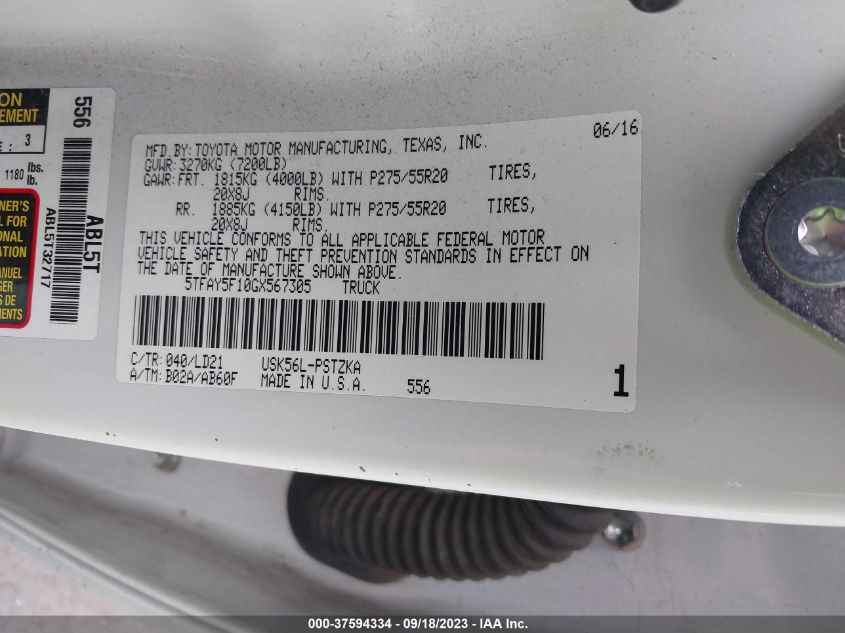 ON
EMENT
E : 3
1180 lbs.
lb.
NER'S
L FOR
ONAL
ATION
ANUEL
GER
S DE
MENTS
556
ABL5T
ABL5T32717
06/16
MFD.BY:TOYOTA MOTOR MANUFACTURING, TEXAS, INC.
GVWR:3270KG (7200LB)
GAWR:FRT. 1815KG (4000LB) WITH P275/55R20 TIRES,
20X8J RIMS.
RR. 1885KG (4150LB) WITH P275/55R20 TIRES,
20X8J RIMS.
THIS VEHICLE CONFORMS TO ALL APPLICABLE FEDERAL MOTOR
VEHICLE SAFETY AND THEFT PREVENTION STANDARDS IN EFFECT ON
THE DATE OF MANUFACTURE SHOWN ABOVE.
5TFAY5F10GX567305 TRUCK
C/TR:040/LD21 USK56L-PSTZKA
A/TM:B02A/AB60F MADE IN U.S.A. 556
1
000-37594334 - 09/18/2023 - IAA Inc.